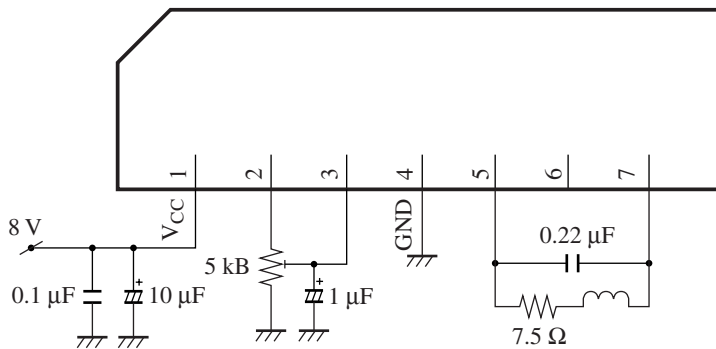 1
2
3
4
5
6
7
VCC
GND
8 V
0.1 µF
10 µF
5 kB
1 µF
0.22 µF
7.5 Ω
+
+